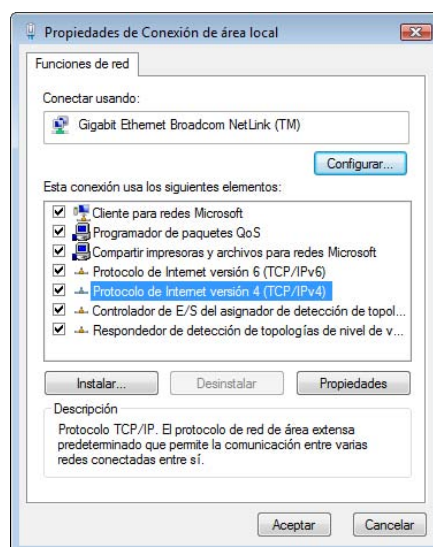 Propiedades de Conexión de área local
Funciones de red
Conectar usando:
Gigabit Ethernet Broadcom NetLink (TM)
Configurar...
Esta conexión usa los siguientes elementos:
Cliente para redes Microsoft
Programador de paquetes QoS
Compartir impresoras y archivos para redes Microsoft
Protocolo de Internet versión 6 (TCP/IPv6)
Protocolo de Internet versión 4 (TCP/IPv4)
Controlador de E/S del asignador de detección de topol...
Respondedor de detección de topologías de nivel de v...
Instalar...
Desinstalar
Propiedades
Descripción
Protocolo TCP/IP. El protocolo de red de área extensa
predeterminado que permite la comunicación entre varias
redes conectadas entre sí.
Aceptar
Cancelar